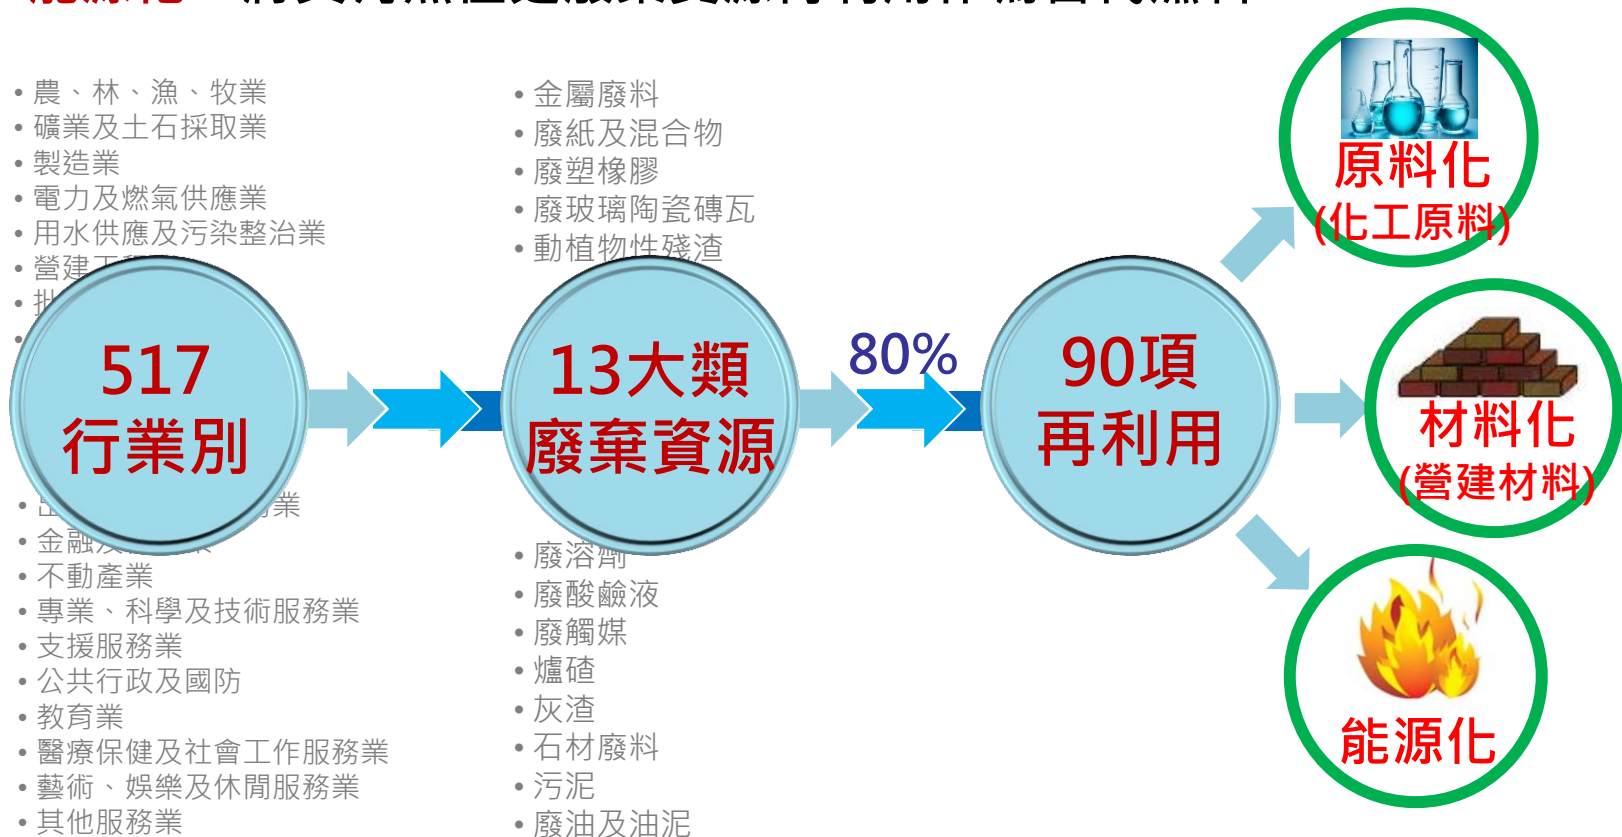 • 農、林、漁、牧業
• 礦業及土石採取業
• 製造業
• 電力及燃氣供應業
• 用水供應及污染整治業
• 營建
517
行業別
業
• 金融
• 不動產業
• 專業、科學及技術服務業
• 支援服務業
• 公共行政及國防
• 教育業
• 醫療保健及社會工作服務業
• 藝術、娛樂及休閒服務業
• 其他服務業
• 金屬廢料
• 廢紙及混合物
• 廢塑橡膠
• 廢玻璃陶瓷磚瓦
• 動植物性殘渣
13大類
廢棄資源
• 廢溶劑
• 廢酸鹼液
• 廢觸媒
• 爐碴
• 灰渣
• 石材廢料
• 污泥
• 廢油及油泥
80%
90項
再利用
原料化
(化工原料)
材料化
(營建材料)
能源化